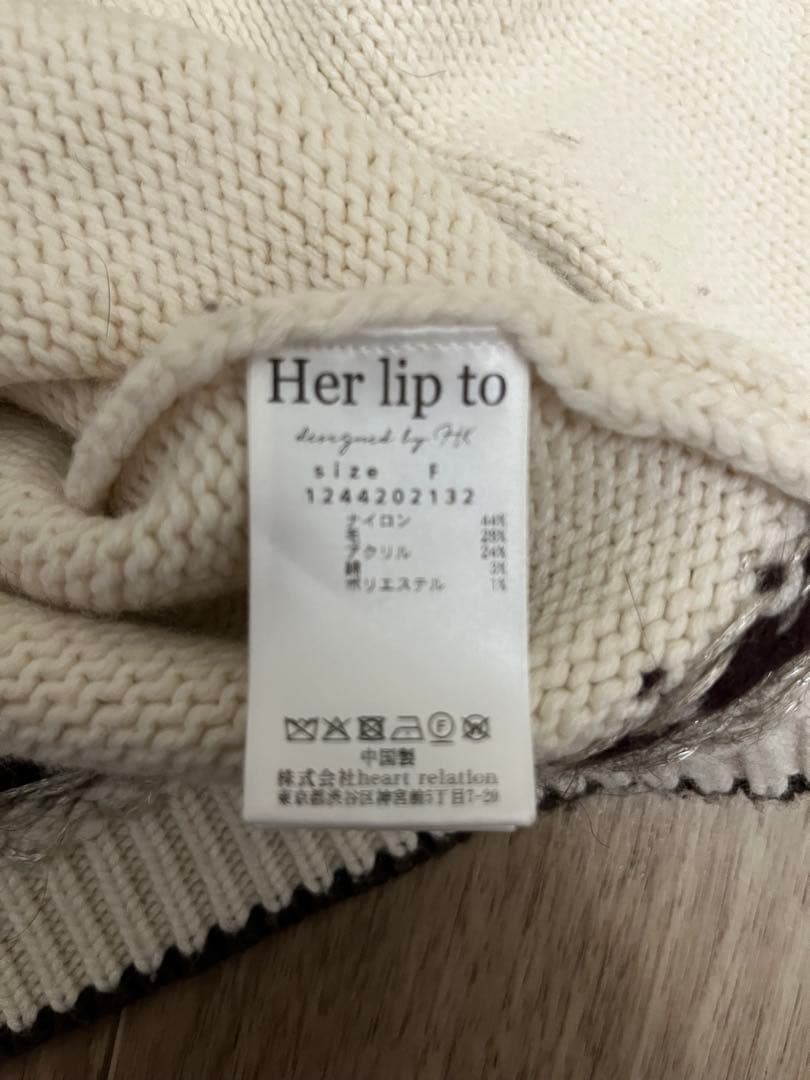 Her lip to
designed by HK
size F
1244202132
ナイロン 44%
毛 28%
アクリル 24%
綿 3%
ポリエステル 1%
中国製
株式会社heart relation
東京都渋谷区神宮前5丁目7-20